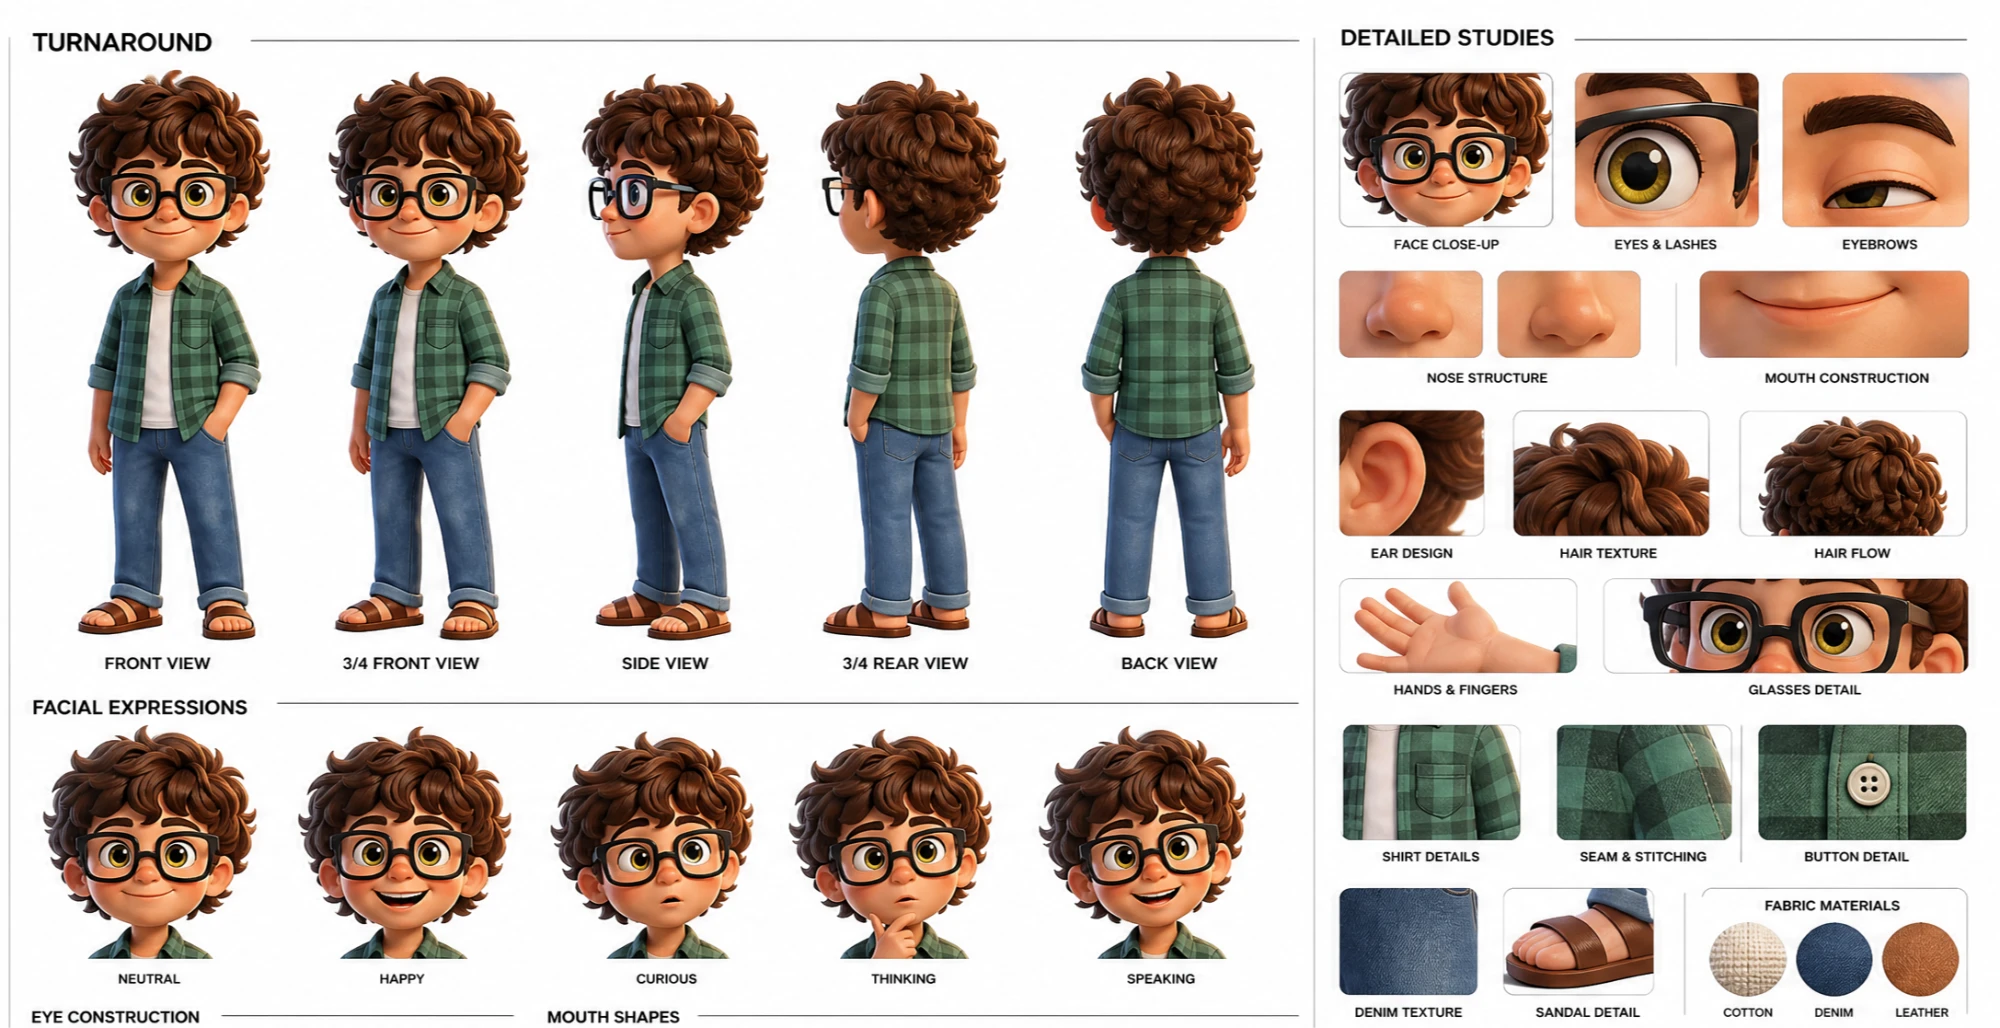 TURNAROUND
FRONT VIEW
3/4 FRONT VIEW
SIDE VIEW
3/4 REAR VIEW
BACK VIEW
FACIAL EXPRESSIONS
NEUTRAL
HAPPY
CURIOUS
THINKING
SPEAKING
EYE CONSTRUCTION
MOUTH SHAPES
DETAILED STUDIES
FACE CLOSE-UP
EYES & LASHES
EYEBROWS
NOSE STRUCTURE
MOUTH CONSTRUCTION
EAR DESIGN
HAIR TEXTURE
HAIR FLOW
HANDS & FINGERS
GLASSES DETAIL
SHIRT DETAILS
SEAM & STITCHING
BUTTON DETAIL
DENIM TEXTURE
SANDAL DETAIL
FABRIC MATERIALS
COTTON
DENIM
LEATHER